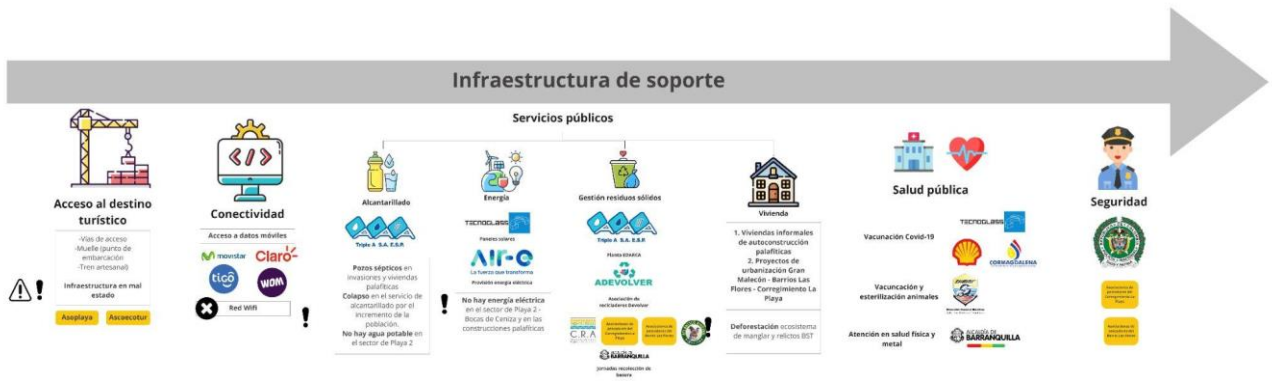 Infraestructura de soporte
Acceso al destino
turístico
-Vías de acceso
-Muelle (punto de
embarcación
-Tren artesanal)
Infraestructura en mal
estado
Asoplaya
Ascaecotur
Conectividad
Acceso a datos móviles
movistar
Claro
tigo
WOM
Red Wifi
Servicios públicos
Alcantarillado
Triple A S.A. E.S.P.
Pozos sépticos en
invasiones y viviendas
palafíticas
Colapso en el servicio de
alcantarillado por el
incremento de la
población.
No hay agua potable en
el sector de Playa 2
Energía
TECNOGLASS
Paneles solares
AIR-E
La fuerza que transforma
Provisión energía eléctrica
No hay energía eléctrica
en el sector de Playa 2 -
Bocas de Ceniza y en las
construcciones palafíticas
Gestión residuos sólidos
Triple A S.A. E.S.P.
Planta EDARCA
ADEVOLVER
Asociación de
recicladores Devolver
C.R.A
ALCALDÍA DE
BARRANQUILLA
Jornadas recolección de
basura
Vivienda
1. Viviendas informales
de autoconstrucción
palafíticas
2. Proyectos de
urbanización Gran
Malecón - Barrios Las
Flores - Corregimiento La
Playa
Deforestación ecosistema
de manglar y relictos BST
Salud pública
Vacunación Covid-19
TECNOGLASS
CORMAGDALENA
Vacunación y
esterilización animales
Atención en salud física y
metal
ALCALDÍA DE
BARRANQUILLA
Seguridad